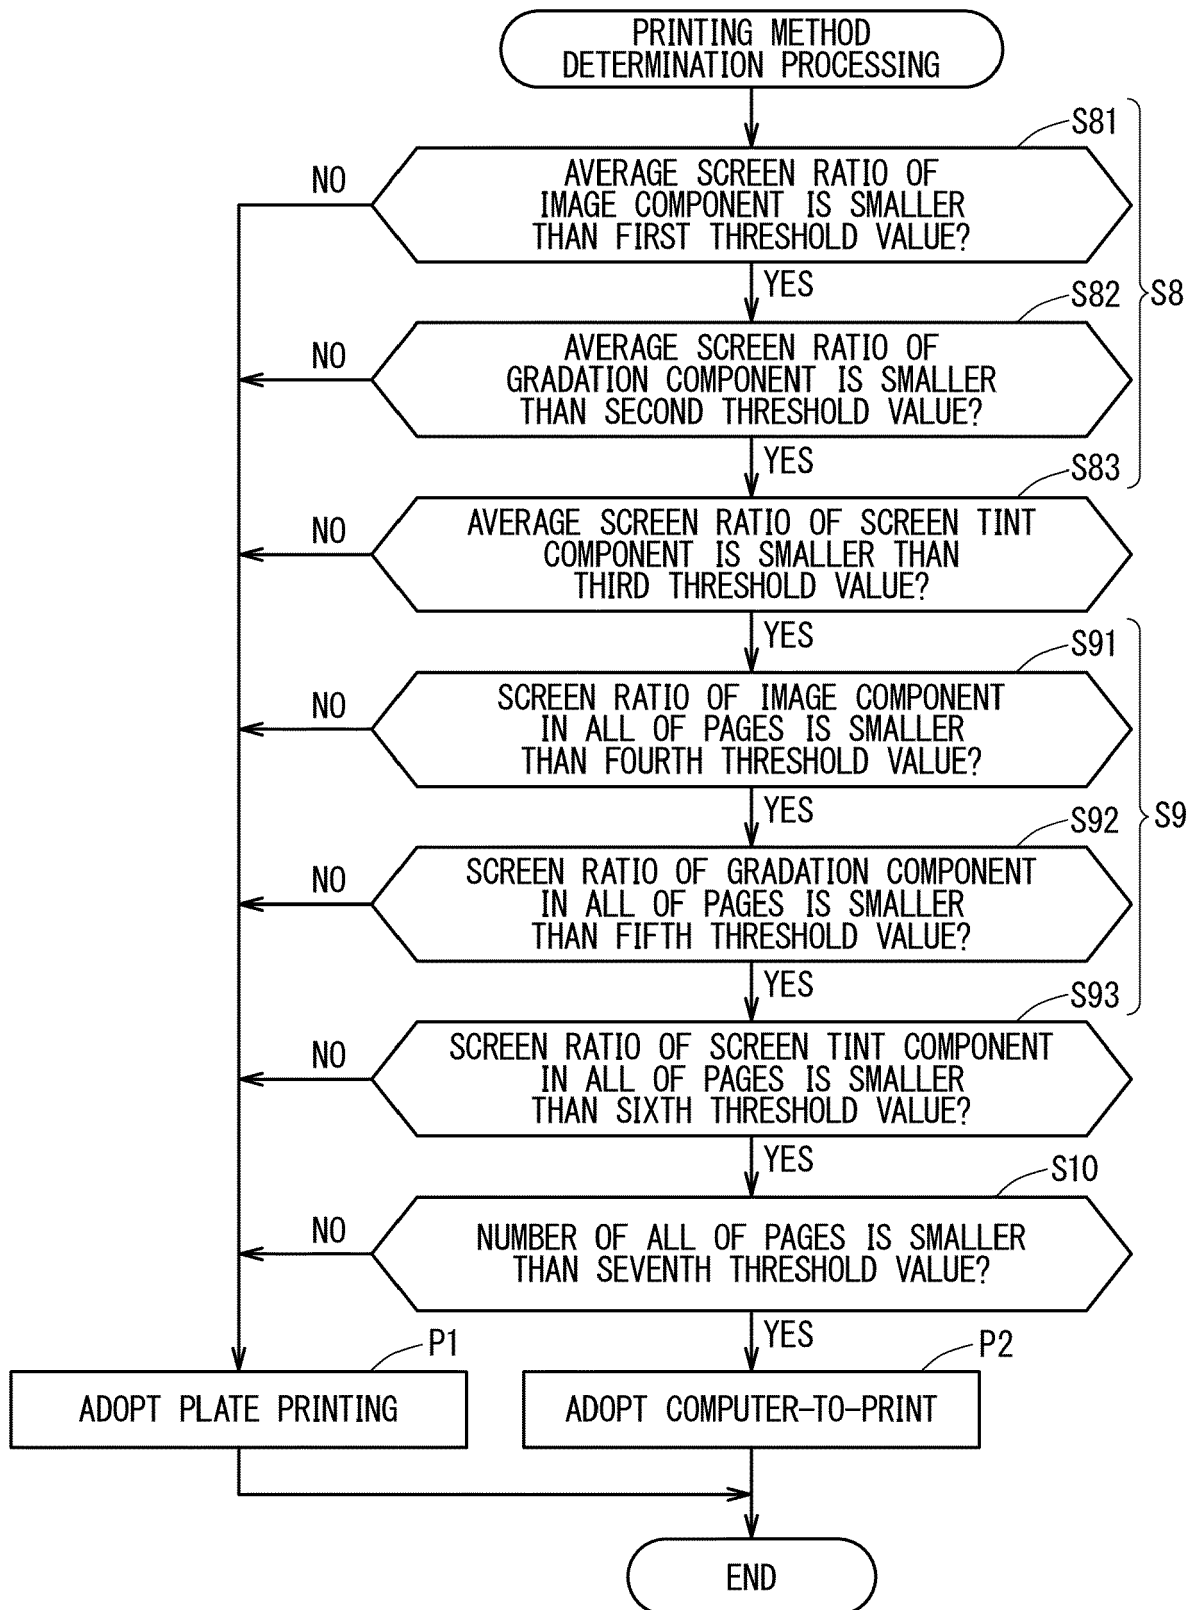 PRINTING METHOD
DETERMINATION PROCESSING
S81
NO
AVERAGE SCREEN RATIO OF
IMAGE COMPONENT IS SMALLER
THAN FIRST THRESHOLD VALUE?
YES
S8
S82
NO
AVERAGE SCREEN RATIO OF
GRADATION COMPONENT IS SMALLER
THAN SECOND THRESHOLD VALUE?
YES
S83
NO
AVERAGE SCREEN RATIO OF SCREEN TINT
COMPONENT IS SMALLER THAN
THIRD THRESHOLD VALUE?
YES
S91
NO
SCREEN RATIO OF IMAGE COMPONENT
IN ALL OF PAGES IS SMALLER
THAN FOURTH THRESHOLD VALUE?
YES
S9
S92
NO
SCREEN RATIO OF GRADATION COMPONENT
IN ALL OF PAGES IS SMALLER
THAN FIFTH THRESHOLD VALUE?
YES
S93
NO
SCREEN RATIO OF SCREEN TINT COMPONENT
IN ALL OF PAGES IS SMALLER
THAN SIXTH THRESHOLD VALUE?
YES
S10
NO
NUMBER OF ALL OF PAGES IS SMALLER
THAN SEVENTH THRESHOLD VALUE?
YES
P1
ADOPT PLATE PRINTING
P2
ADOPT COMPUTER-TO-PRINT
END